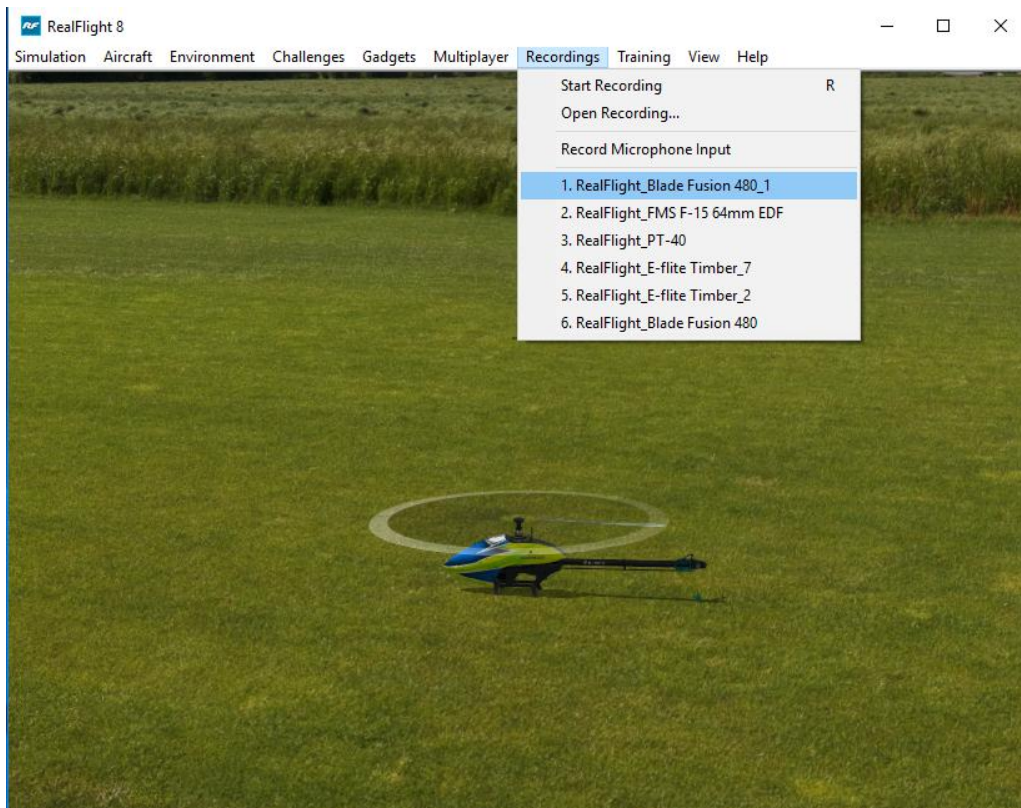 RF RealFlight 8
Simulation Aircraft Environment Challenges Gadgets Multiplayer Recordings Training View Help
Start Recording R
Open Recording...
Record Microphone Input
1. RealFlight_Blade Fusion 480_1
2. RealFlight_FMS F-15 64mm EDF
3. RealFlight_PT-40
4. RealFlight_E-flite Timber_7
5. RealFlight_E-flite Timber_2
6. RealFlight_Blade Fusion 480